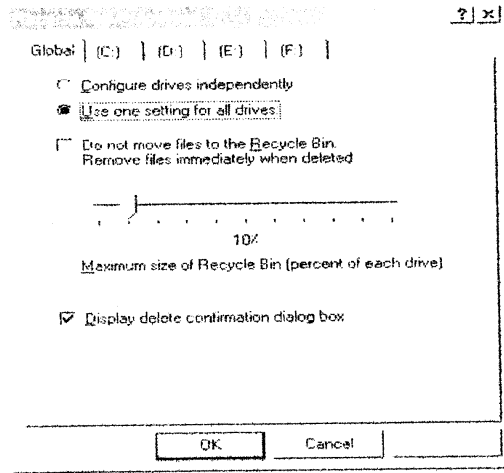 ? x
Global (C:) (D:) (E:) (F:)
Configure drives independently
Use one setting for all drives:
Do not move files to the Recycle Bin.
Remove files immediately when deleted
10%
Maximum size of Recycle Bin (percent of each drive)
Display delete confirmation dialog box
OK Cancel